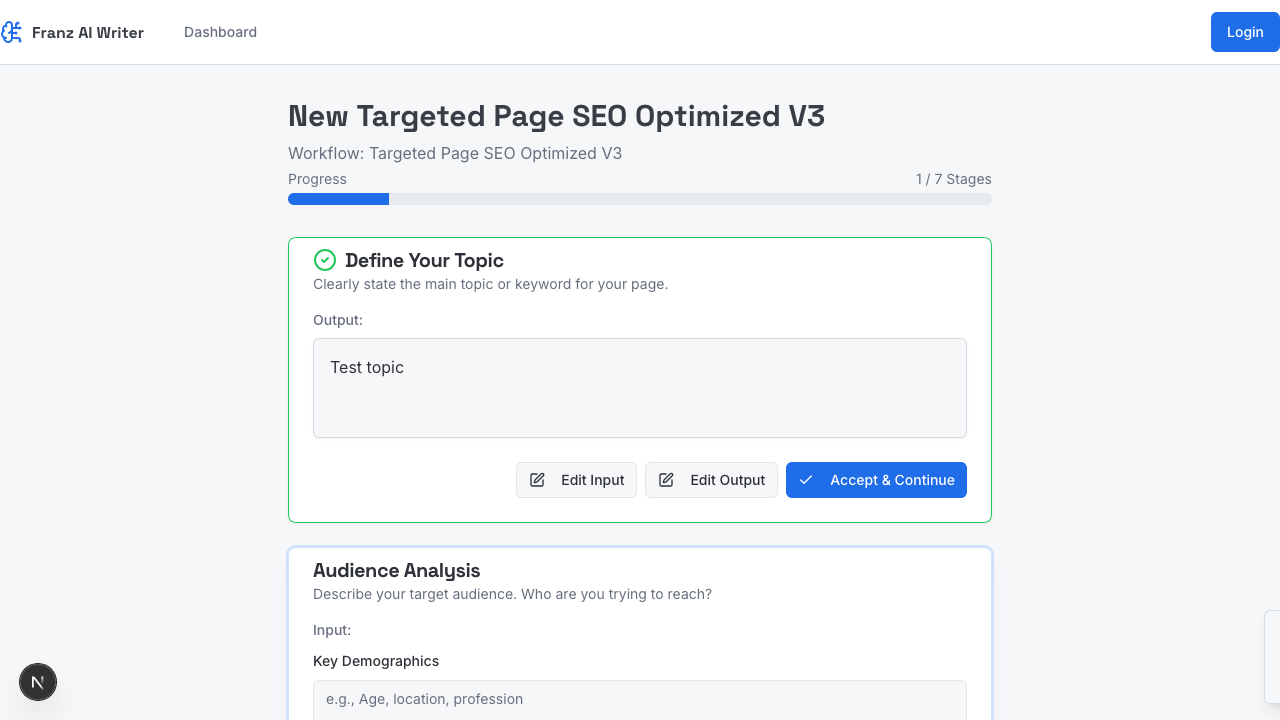 Franz AI Writer
Dashboard
Login
New Targeted Page SEO Optimized V3
Workflow: Targeted Page SEO Optimized V3
Progress
1 / 7 Stages
Define Your Topic
Clearly state the main topic or keyword for your page.
Output:
Test topic
Edit Input
Edit Output
Accept & Continue
Audience Analysis
Describe your target audience. Who are you trying to reach?
Input:
Key Demographics
e.g., Age, location, profession
N